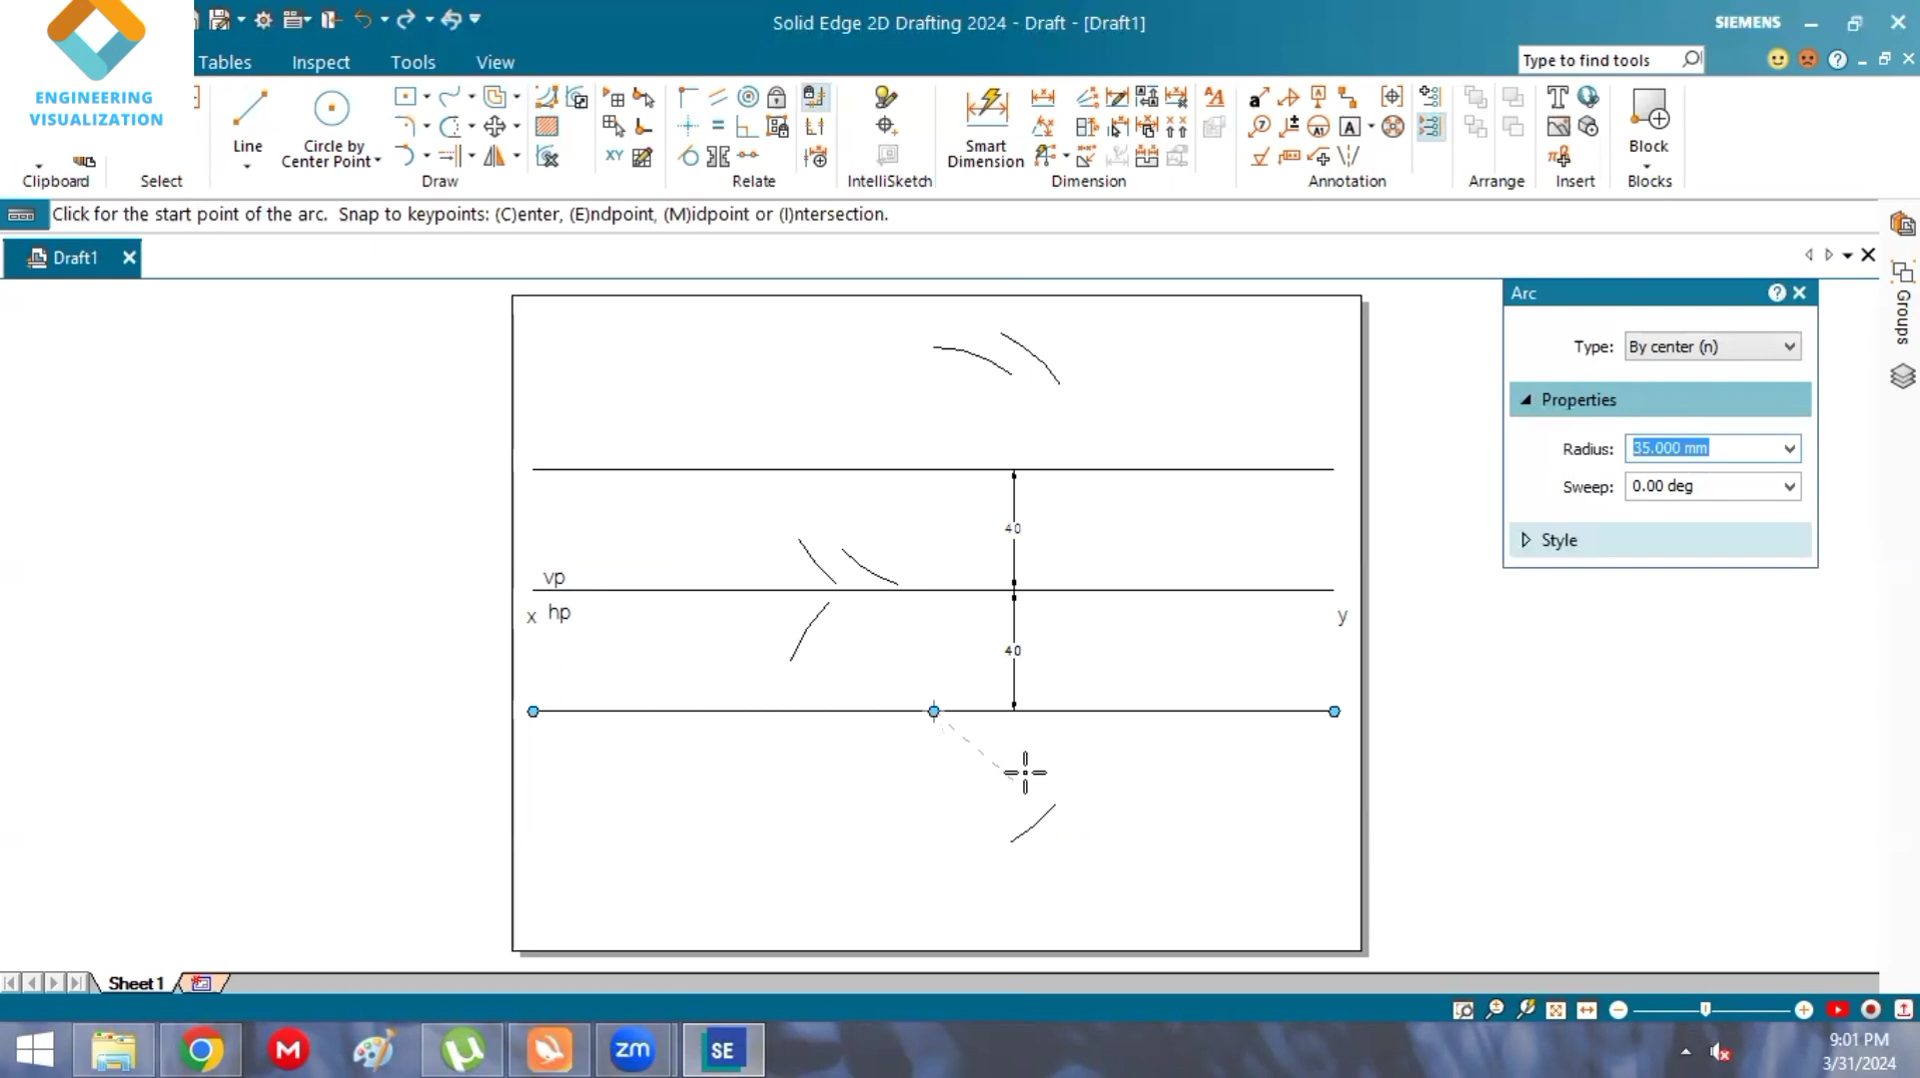 Solid Edge 2D Drafting 2024 - Draft - [Draft1]
SIEMENS
ENGINEERING
VISUALIZATION
Tables
Inspect
Tools
View
Type to find tools
Line
Circle by
Center Point
XY
Smart
Dimension
Block
Clipboard
Select
Draw
Relate
IntelliSketch
Dimension
Annotation
Arrange
Insert
Blocks
Click for the start point of the arc. Snap to keypoints: (C)enter, (E)ndpoint, (M)idpoint or (I)ntersection.
Draft1
Groups
Arc
Type:
By center (n)
Properties
Radius:
35.000 mm
Sweep:
0.00 deg
Style
40
vp
x
hp
y
40
Sheet1
zm
SE
9:01 PM
3/31/2024